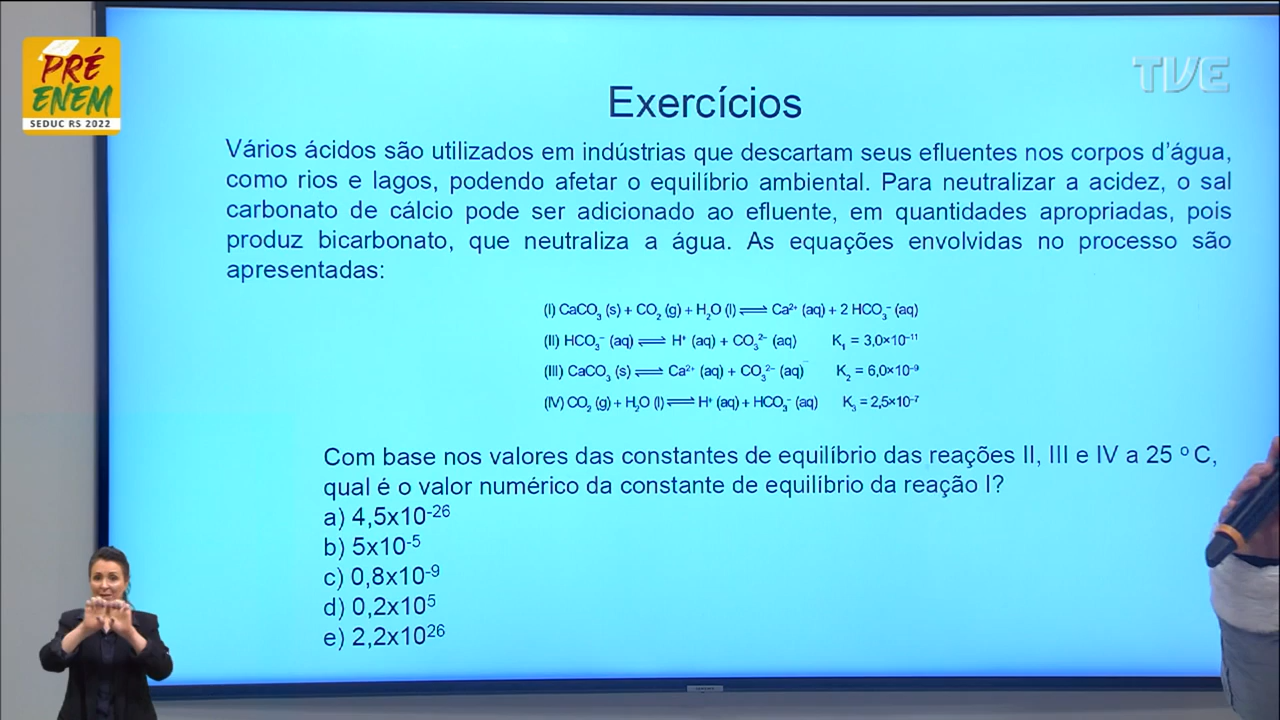 PRÉ
ENEM
SEDUC RS 2022
TVE
Exercícios
Vários ácidos são utilizados em indústrias que descartam seus efluentes nos corpos d'água,
como rios e lagos, podendo afetar o equilíbrio ambiental. Para neutralizar a acidez, o sal
carbonato de cálcio pode ser adicionado ao efluente, em quantidades apropriadas, pois
produz bicarbonato, que neutraliza a água. As equações envolvidas no processo são
apresentadas:
(I) CaCO₃ (s) + CO₂ (g) + H₂O (l) ⇌ Ca²⁺ (aq) + 2 HCO₃⁻ (aq)
(II) HCO₃⁻ (aq) ⇌ H⁺ (aq) + CO₃²⁻ (aq) K₁ = 3,0×10⁻¹¹
(III) CaCO₃ (s) ⇌ Ca²⁺ (aq) + CO₃²⁻ (aq) K₂ = 6,0×10⁻⁹
(IV) CO₂ (g) + H₂O (l) ⇌ H⁺ (aq) + HCO₃⁻ (aq) K₃ = 2,5×10⁻⁷
Com base nos valores das constantes de equilíbrio das reações II, III e IV a 25 ºC,
qual é o valor numérico da constante de equilíbrio da reação I?
a) 4,5x10⁻²⁶
b) 5x10⁻⁵
c) 0,8x10⁻⁹
d) 0,2x10⁵
e) 2,2x10²⁶